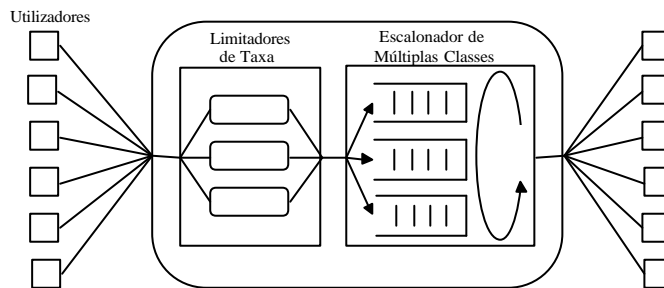 Utilizadores
Limitadores
de Taxa
Escalonador de
Múltiplas Classes